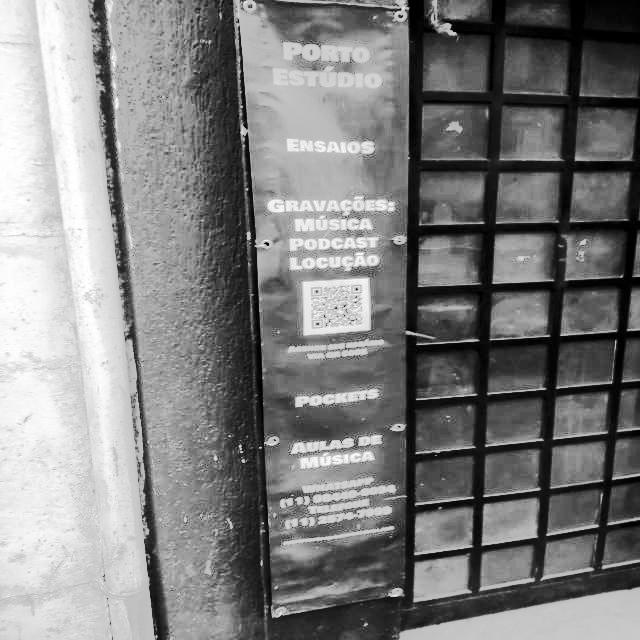 PORTO
ESTÚDIO
ENSAIOS
GRAVAÇÕES:
MÚSICA
PODCAST
LOCUÇÃO
POCKETS
AULAS DE
MÚSICA